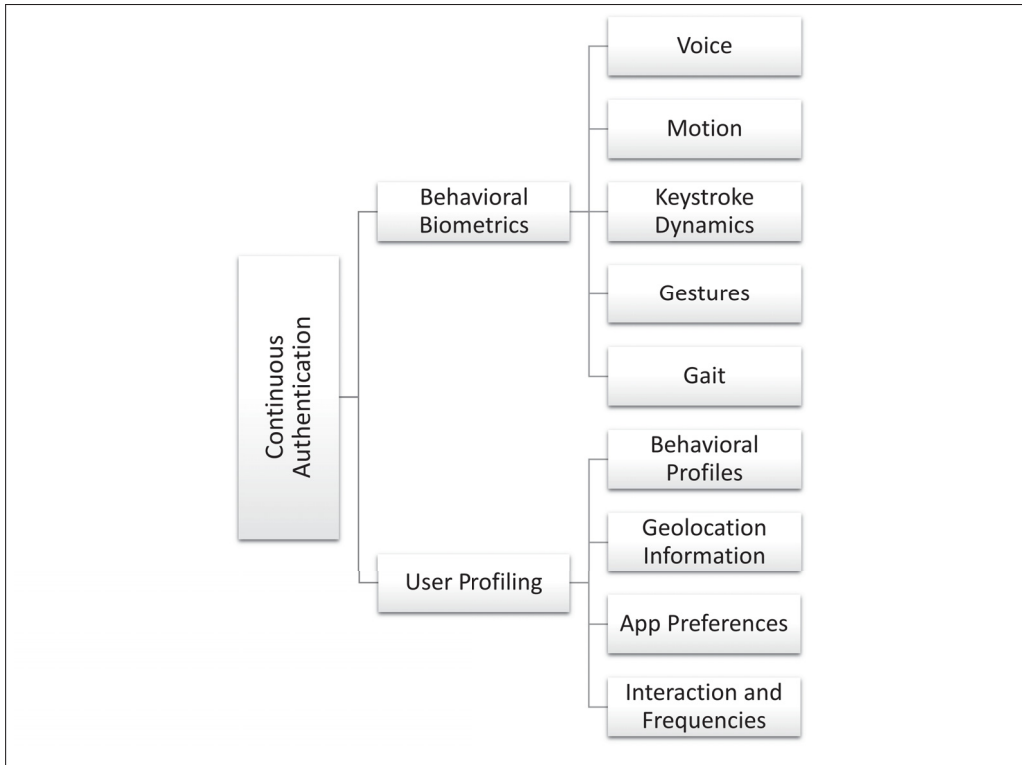 Continuous
Authentication
Behavioral
Biometrics
Voice
Motion
Keystroke
Dynamics
Gestures
Gait
User Profiling
Behavioral
Profiles
Geolocation
Information
App Preferences
Interaction and
Frequencies